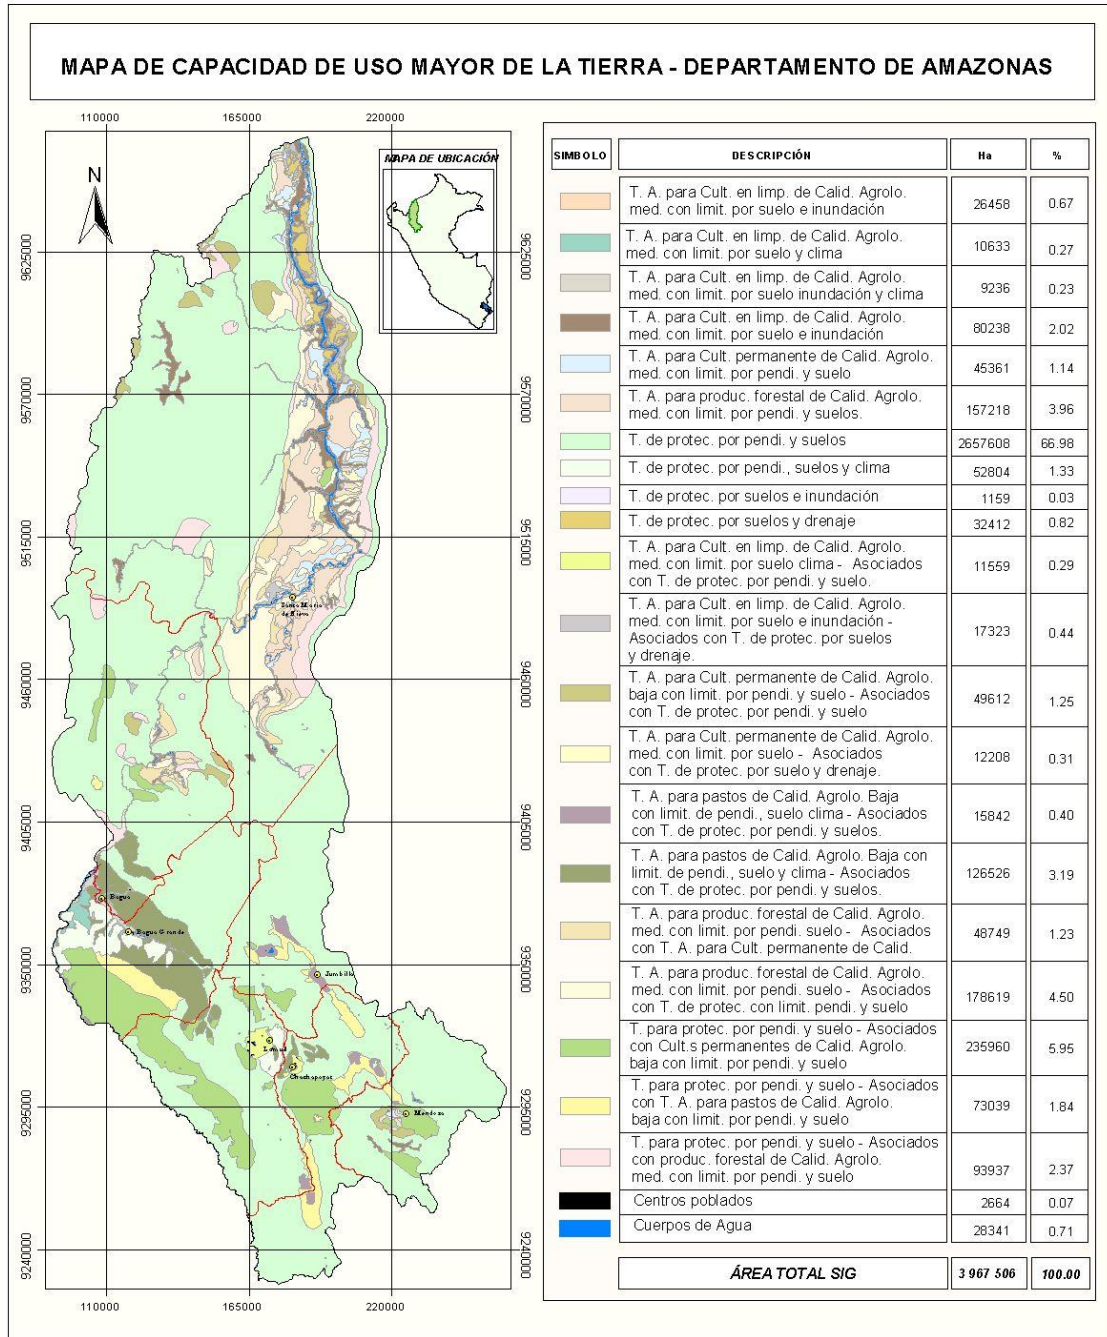 MAPA DE CAPACIDAD DE USO MAYOR DE LA TIERRA - DEPARTAMENTO DE AMAZONAS
110000 165000 220000
N
MAPA DE UBICACIÓN
9625000 9625000
9570000 9570000
9515000 9515000
Santa María
de Nieva
9460000 9460000
9405000 9405000
Bagua
Bagua Grande
9350000 9350000
Jumbilla
Lamud
Chachapoyas
9295000 9295000
Mendoza
9240000 9240000
110000 165000 220000
SIMBOLO DESCRIPCIÓN Ha %
T. A. para Cult. en limp. de Calid. Agrolo.
med. con limit. por suelo e inundación 26458 0.67
T. A. para Cult. en limp. de Calid. Agrolo.
med. con limit. por suelo y clima 10633 0.27
T. A. para Cult. en limp. de Calid. Agrolo.
med. con limit. por suelo inundación y clima 9236 0.23
T. A. para Cult. en limp. de Calid. Agrolo.
med. con limit. por suelo e inundación 80238 2.02
T. A. para Cult. permanente de Calid. Agrolo.
med. con limit. por pendi. y suelo 45361 1.14
T. A. para produc. forestal de Calid. Agrolo.
med. con limit. por pendi. y suelos. 157218 3.96
T. de protec. por pendi. y suelos 2657608 66.98
T. de protec. por pendi., suelos y clima 52804 1.33
T. de protec. por suelos e inundación 1159 0.03
T. de protec. por suelos y drenaje 32412 0.82
T. A. para Cult. en limp. de Calid. Agrolo.
med. con limit. por suelo clima - Asociados
con T. de protec. por pendi. y suelo. 11559 0.29
T. A. para Cult. en limp. de Calid. Agrolo.
med. con limit. por suelo e inundación -
Asociados con T. de protec. por suelos
y drenaje. 17323 0.44
T. A. para Cult. permanente de Calid. Agrolo.
baja con limit. por pendi. y suelo - Asociados
con T. de protec. por pendi. y suelo 49612 1.25
T. A. para Cult. permanente de Calid. Agrolo.
med. con limit. por suelo - Asociados
con T. de protec. por suelo y drenaje. 12208 0.31
T. A. para pastos de Calid. Agrolo. Baja
con limit. de pendi., suelo clima - Asociados
con T. de protec. por pendi. y suelos. 15842 0.40
T. A. para pastos de Calid. Agrolo. Baja con
limit. de pendi., suelo y clima - Asociados
con T. de protec. por pendi. y suelos. 126526 3.19
T. A. para produc. forestal de Calid. Agrolo.
med. con limit. por pendi. suelo - Asociados
con T. A. para Cult. permanente de Calid. 48749 1.23
T. A. para produc. forestal de Calid. Agrolo.
med. con limit. por pendi. suelo - Asociados
con T. de protec. con limit. pendi. y suelo 178619 4.50
T. para protec. por pendi. y suelo - Asociados
con Cult.s permanentes de Calid. Agrolo.
baja con limit. por pendi. y suelo 235960 5.95
T. para protec. por pendi. y suelo - Asociados
con T. A. para pastos de Calid. Agrolo.
baja con limit. por pendi. y suelo 73039 1.84
T. para protec. por pendi. y suelo - Asociados
con produc. forestal de Calid. Agrolo.
med. con limit. por pendi. y suelo 93937 2.37
Centros poblados 2664 0.07
Cuerpos de Agua 28341 0.71
ÁREA TOTAL SIG 3 967 506 100.00